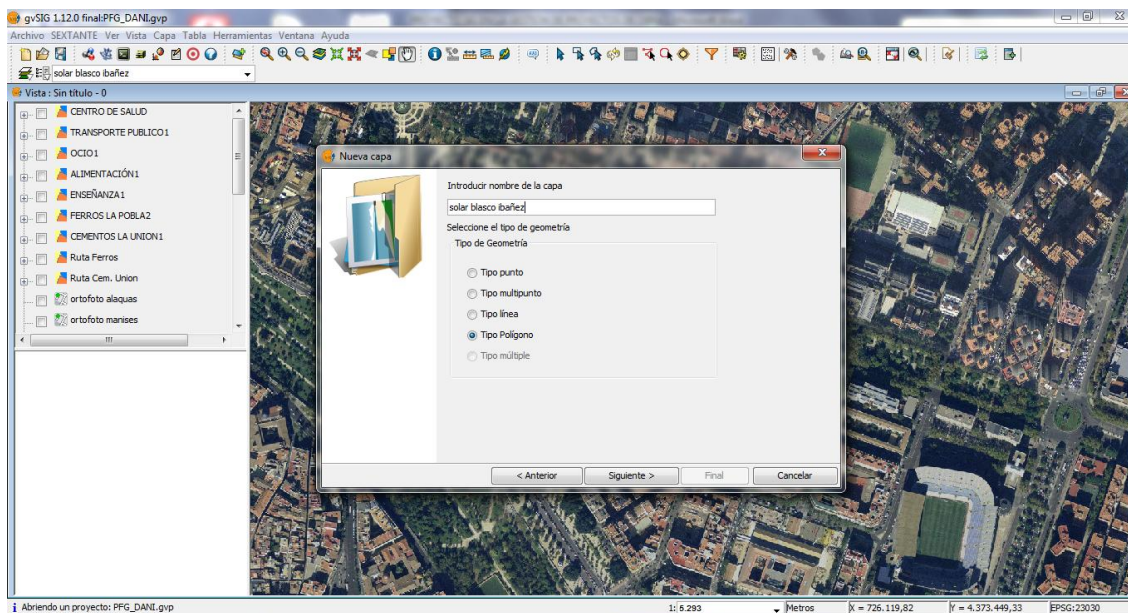 gvSIG 1.12.0 final:PFG_DANI.gvp
Archivo SEXTANTE Ver Vista Capa Tabla Herramientas Ventana Ayuda
solar blasco ibañez
Vista : Sin título - 0
CENTRO DE SALUD
TRANSPORTE PUBLICO1
OCIO1
ALIMENTACIÓN1
ENSEÑANZA1
FERROS LA POBLA2
CEMENTOS LA UNION1
Ruta Ferros
Ruta Cem. Union
ortofoto alaquas
ortofoto manises
Nueva capa
Introducir nombre de la capa
solar blasco ibañez
Seleccione el tipo de geometría
Tipo de Geometría
Tipo punto
Tipo multipunto
Tipo línea
Tipo Polígono
Tipo múltiple
< Anterior
Siguiente >
Final
Cancelar
Abriendo un proyecto: PFG_DANI.gvp
1: 5.293
Metros
X = 726.119,82
Y = 4.373.449,33
EPSG:23030